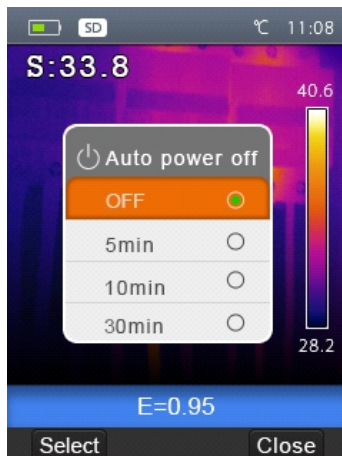 SD ℃ 11:08
S:33.8
40.6
Auto power off
OFF
5min
10min
30min
28.2
E=0.95
Select Close